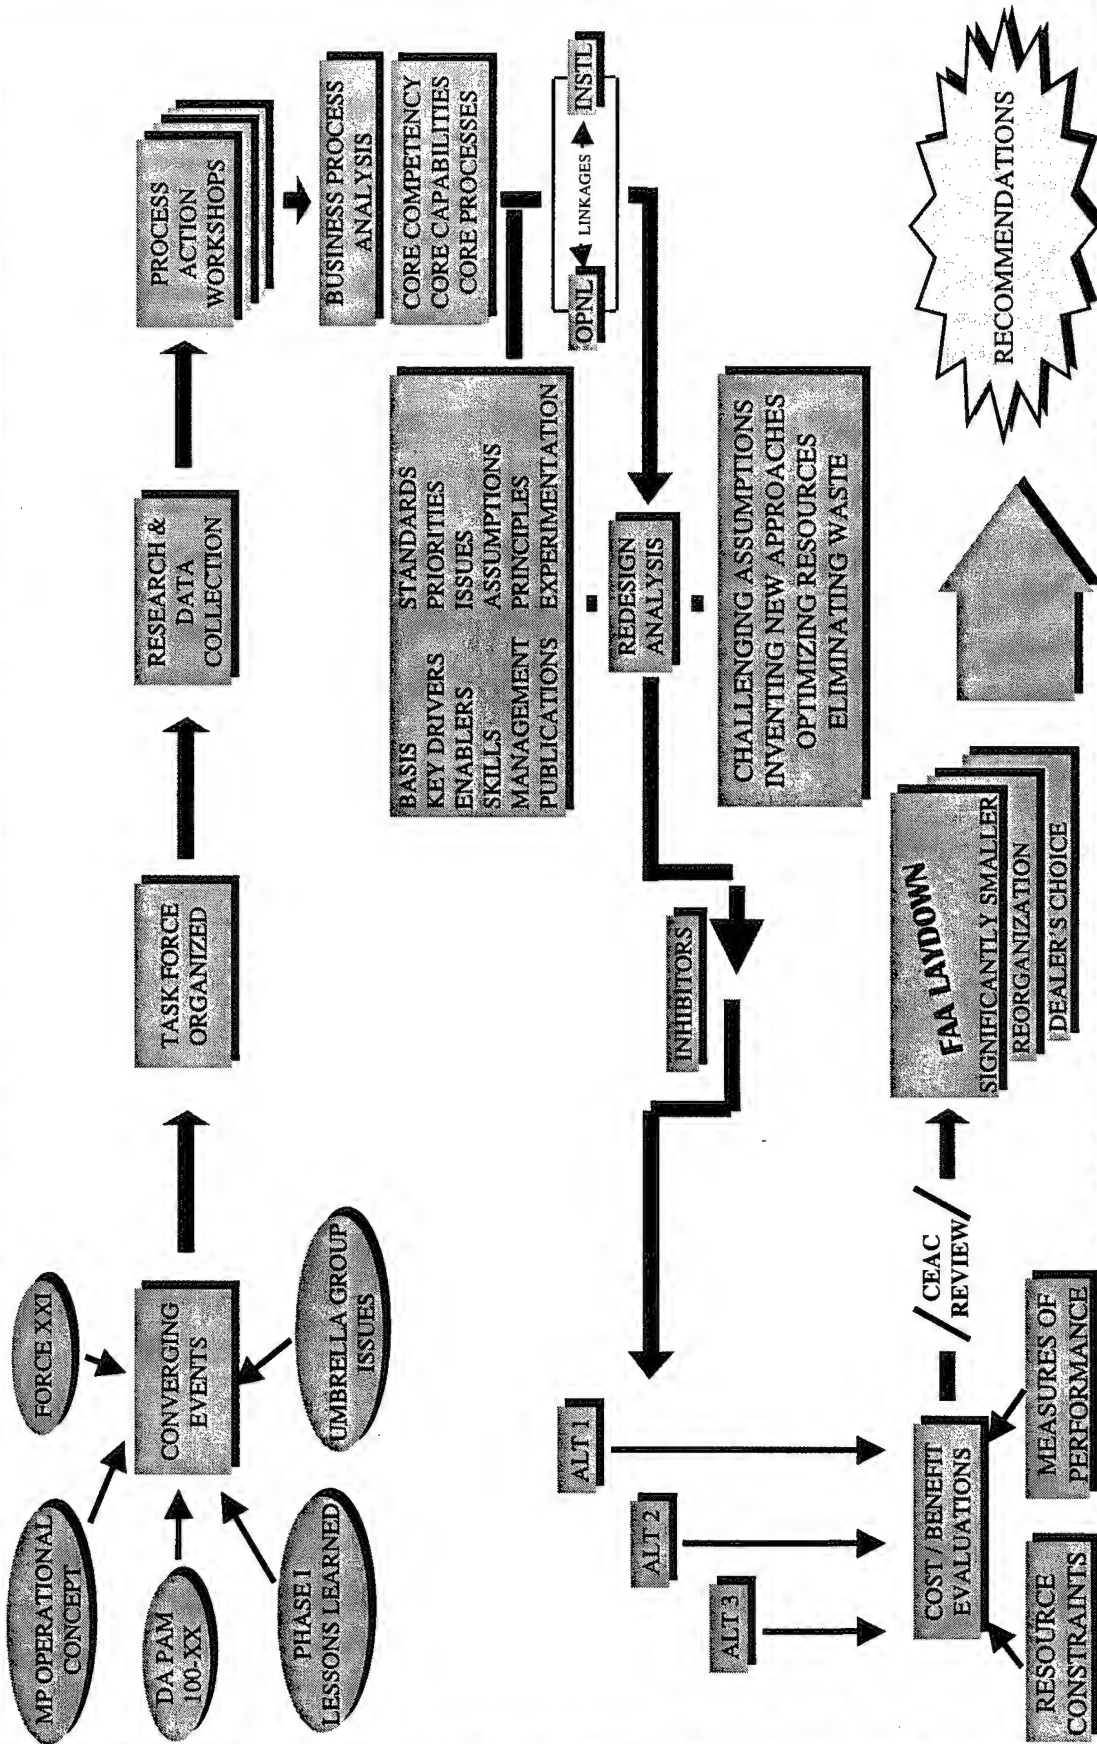 FORCE XXI
MP OPERATIONAL
CONCEPT
DA PAM
100-XX
PHASE I
LESSONS LEARNED
UMBRELLA GROUP
ISSUES
CONVERGING
EVENTS
TASK FORCE
ORGANIZED
RESEARCH &
DATA
COLLECTION
PROCESS
ACTION
WORKSHOPS
BUSINESS PROCESS
ANALYSIS
CORE COMPETENCY
CORE CAPABILITIES
CORE PROCESSES
BASIS
KEY DRIVERS
ENABLERS
SKILLS
MANAGEMENT
PUBLICATIONS
STANDARDS
PRIORITIES
ISSUES
ASSUMPTIONS
PRINCIPLES
EXPERIMENTATION
OPNL
LINKAGES
INSTL
REDESIGN
ANALYSIS
CHALLENGING ASSUMPTIONS
INVENTING NEW APPROACHES
OPTIMIZING RESOURCES
ELIMINATING WASTE
INHIBITORS
ALT 1
ALT 2
ALT 3
COST / BENEFIT
EVALUATIONS
RESOURCE
CONSTRAINTS
MEASURES OF
PERFORMANCE
CEAC
REVIEW
FAA LAYDOWN
SIGNIFICANTLY SMALLER
REORGANIZATION
DEALER'S CHOICE
RECOMMENDATIONS